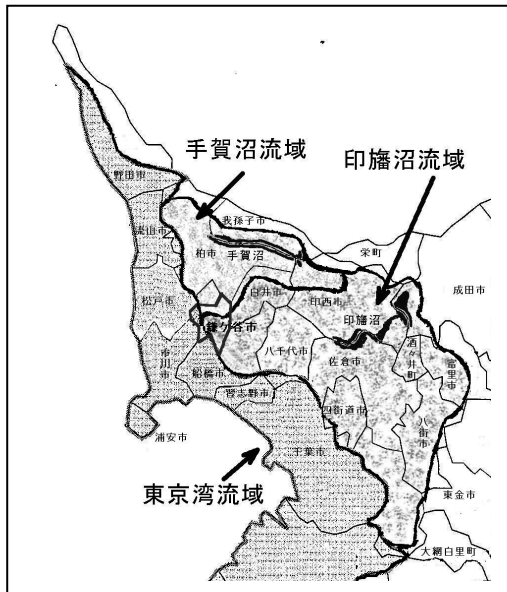 手賀沼流域
印旛沼流域
野田市
我孫子市
流山市
柏市
手賀沼
栄町
成田市
白井市
印西市
松戸市
鎌ケ谷市
印旛沼
八千代市
佐倉市
酒々井町
富里市
市川市
船橋市
習志野市
四街道市
八街市
浦安市
千葉市
東京湾流域
東金市
大網白里町